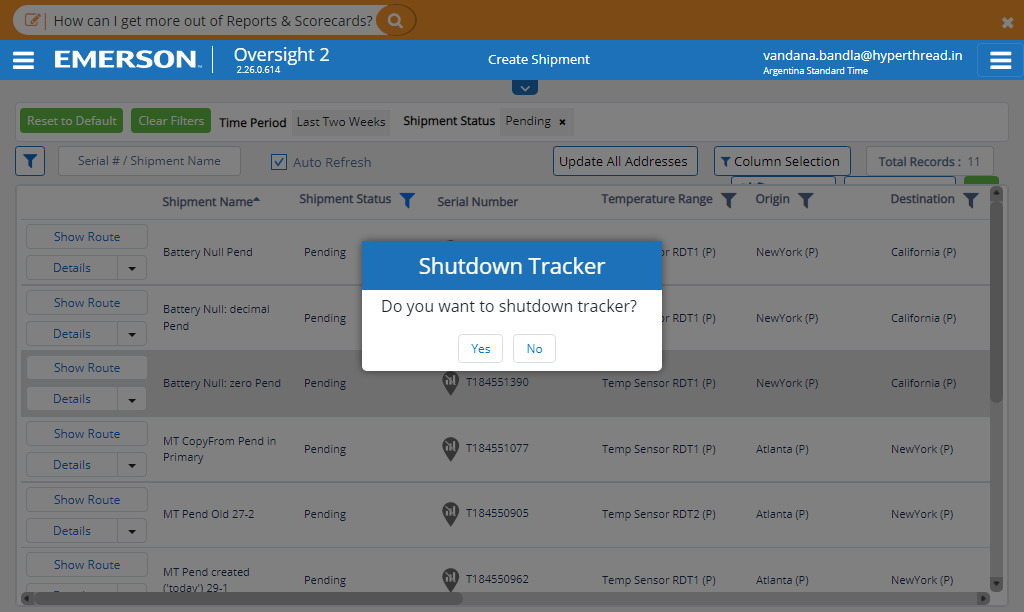 How can I get more out of Reports & Scorecards?
EMERSON
Oversight 2
2.26.0.614
Create Shipment
vandana.bandla@hyperthread.in
Argentina Standard Time
Reset to Default
Clear Filters
Time Period
Last Two Weeks
Shipment Status
Pending ×
Serial # / Shipment Name
Auto Refresh
Update All Addresses
Column Selection
Total Records : 11
Shipment Name
Shipment Status
Serial Number
Temperature Range
Origin
Destination
Show Route
Details
Battery Null Pend
Pending
RDT1 (P)
NewYork (P)
California (P)
Show Route
Details
Battery Null: decimal
Pend
Pending
RDT1 (P)
NewYork (P)
California (P)
Shutdown Tracker
Do you want to shutdown tracker?
Yes
No
Show Route
Details
Battery Null: zero Pend
Pending
T184551390
Temp Sensor RDT1 (P)
NewYork (P)
California (P)
Show Route
Details
MT CopyFrom Pend in
Primary
Pending
T184551077
Temp Sensor RDT1 (P)
Atlanta (P)
NewYork (P)
Show Route
Details
MT Pend Old 27-2
Pending
T184550905
Temp Sensor RDT2 (P)
Atlanta (P)
NewYork (P)
Show Route
MT Pend created
('today') 29-1
Pending
T184550962
Temp Sensor RDT1 (P)
Atlanta (P)
NewYork (P)